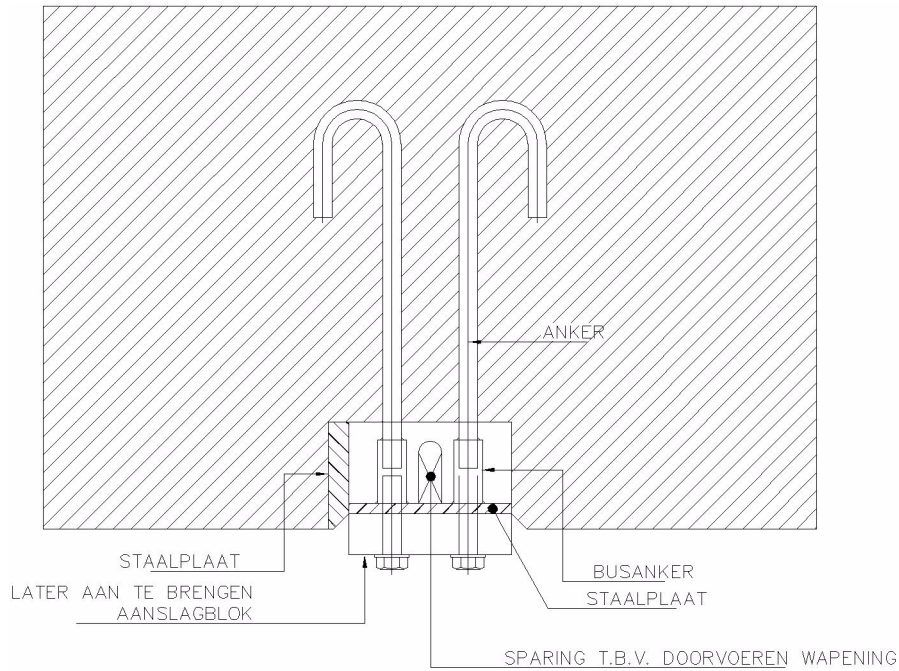 ANKER
STAALPLAAT
LATER AAN TE BRENGEN
AANSLAGBLOK
BUSANKER
STAALPLAAT
SPARING T.B.V. DOORVOEREN WAPENING